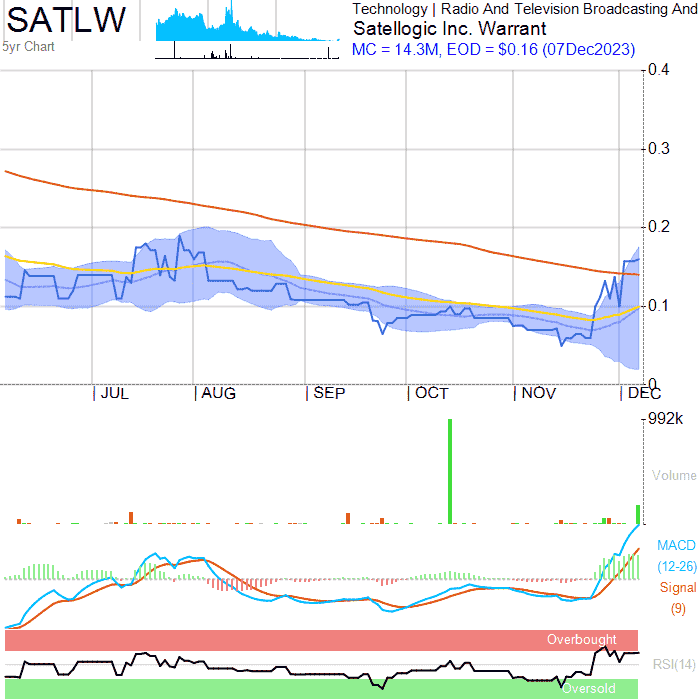 SATLW
5yr Chart
Technology | Radio And Television Broadcasting And
Satellogic Inc. Warrant
MC = 14.3M, EOD = $0.16 (07Dec2023)
0.4
0.3
0.2
0.1
0
JUL AUG SEP OCT NOV DEC
992k
Volume
MACD
(12-26)
Signal
(9)
Overbought
RSI(14)
Oversold